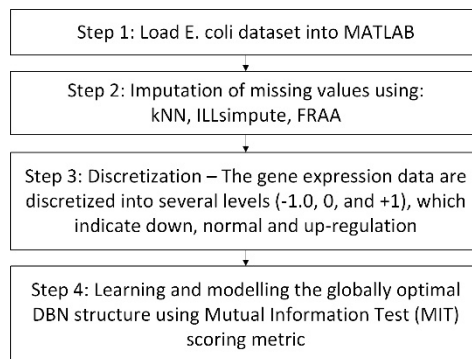 Step 1: Load E. coli dataset into MATLAB
Step 2: Imputation of missing values using:
kNN, ILLsimpute, FRAA
Step 3: Discretization – The gene expression data are
discretized into several levels (-1.0, 0, and +1), which
indicate down, normal and up-regulation
Step 4: Learning and modelling the globally optimal
DBN structure using Mutual Information Test (MIT)
scoring metric